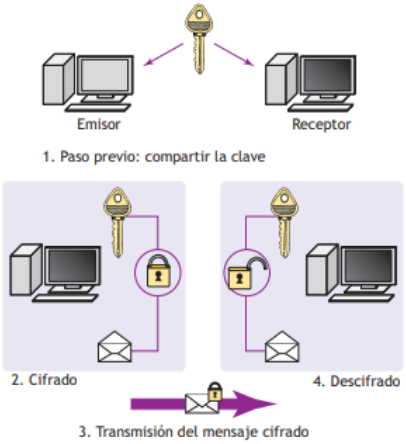 Emisor
Receptor
1. Paso previo: compartir la clave
2. Cifrado
4. Descifrado
3. Transmisión del mensaje cifrado